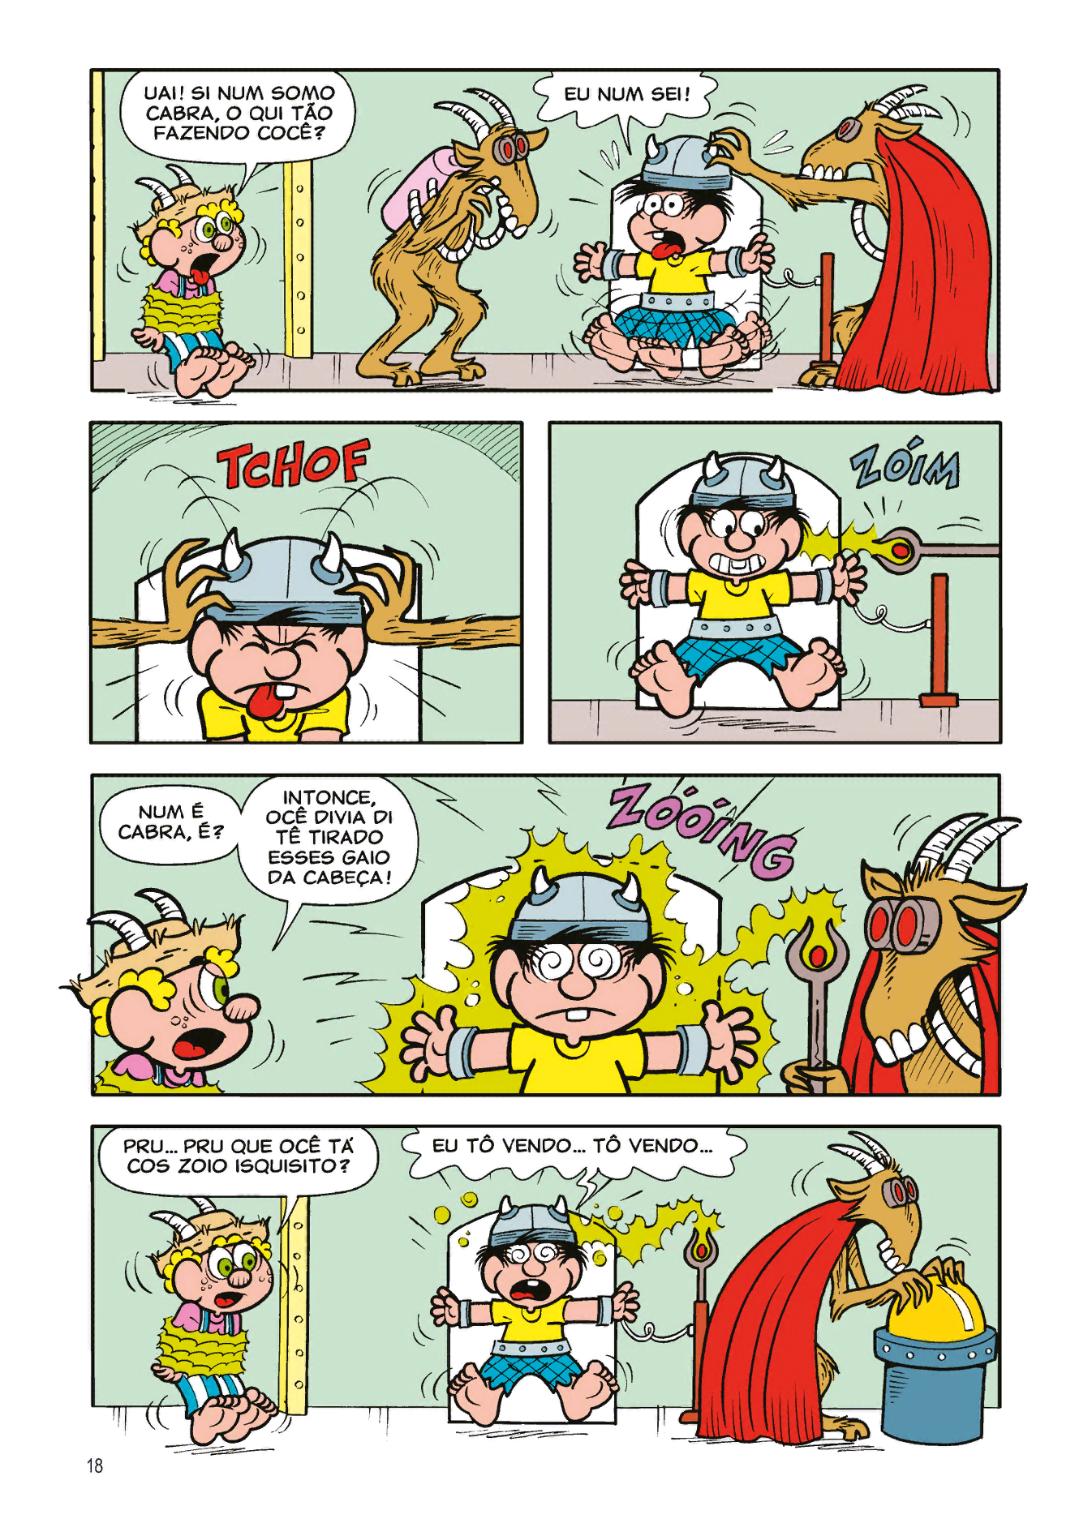 UAI! SI NUM SOMO
CABRA, O QUI TÃO
FAZENDO COCÊ?
EU NUM SEI!
TCHOF
ZÓIM
NUM É
CABRA, É?
INTONCE,
OCÊ DIVIA DI
TÊ TIRADO
ESSES GAIO
DA CABEÇA!
ZÓÓÍNG
PRU... PRU QUE OCÊ TÁ
COS ZOIO ISQUISITO?
EU TÔ VENDO... TÔ VENDO...
18